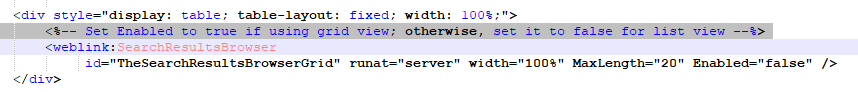 <div style="display: table; table-layout: fixed; width: 100%;">
<%-- Set Enabled to true if using grid view; otherwise, set it to false for list view --%>
<weblink:SearchResultsBrowser
id="TheSearchResultsBrowserGrid" runat="server" width="100%" MaxLength="20" Enabled="false" />
</div>